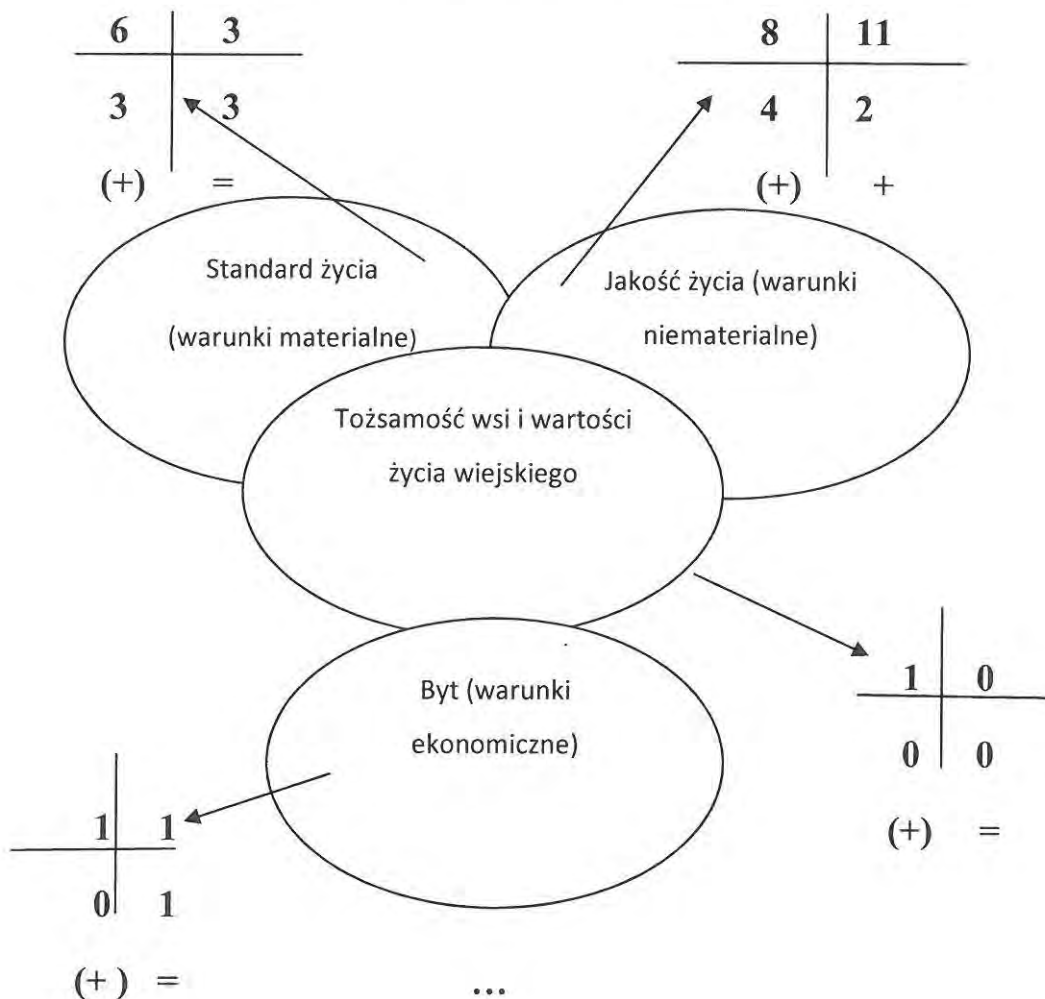 6 3
3 3
(+) =
8 11
4 2
(+) +
Standard życia
(warunki materialne)
Jakość życia (warunki
niematerialne)
Tożsamość wsi i wartości
życia wiejskiego
1 0
0 0
(+) =
Byt (warunki
ekonomiczne)
1 1
0 1
(+ ) =
...